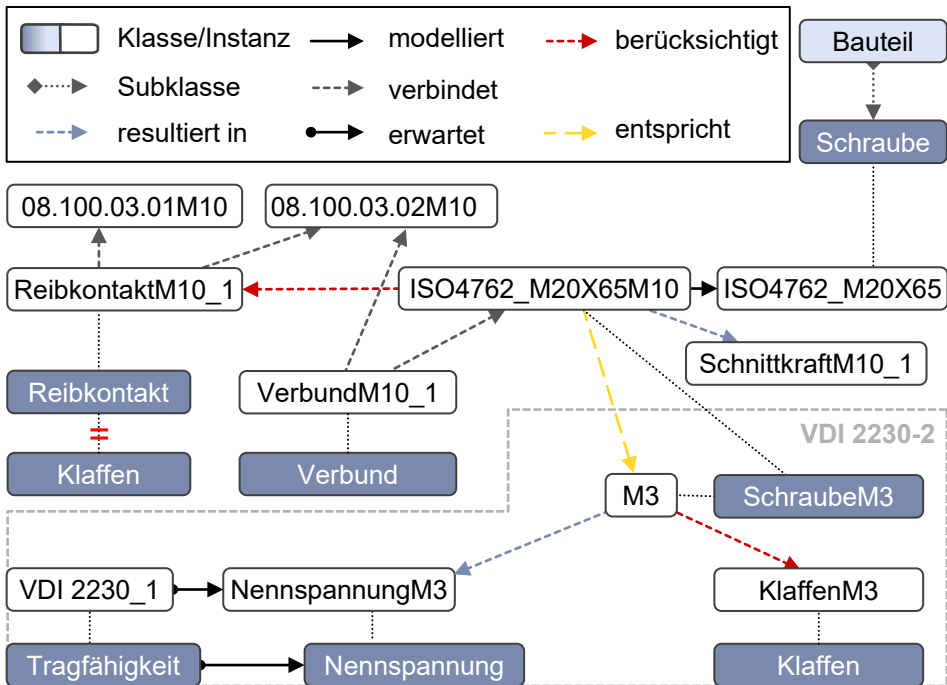 Klasse/Instanz
modelliert
berücksichtigt
Subklasse
verbindet
resultiert in
erwartet
entspricht
Bauteil
Schraube
08.100.03.01M10
08.100.03.02M10
ReibkontaktM10_1
ISO4762_M20X65M10
ISO4762_M20X65
SchnittkraftM10_1
Reibkontakt
VerbundM10_1
VDI 2230-2
Klaffen
Verbund
M3
SchraubeM3
VDI 2230_1
NennspannungM3
KlaffenM3
Tragfähigkeit
Nennspannung
Klaffen